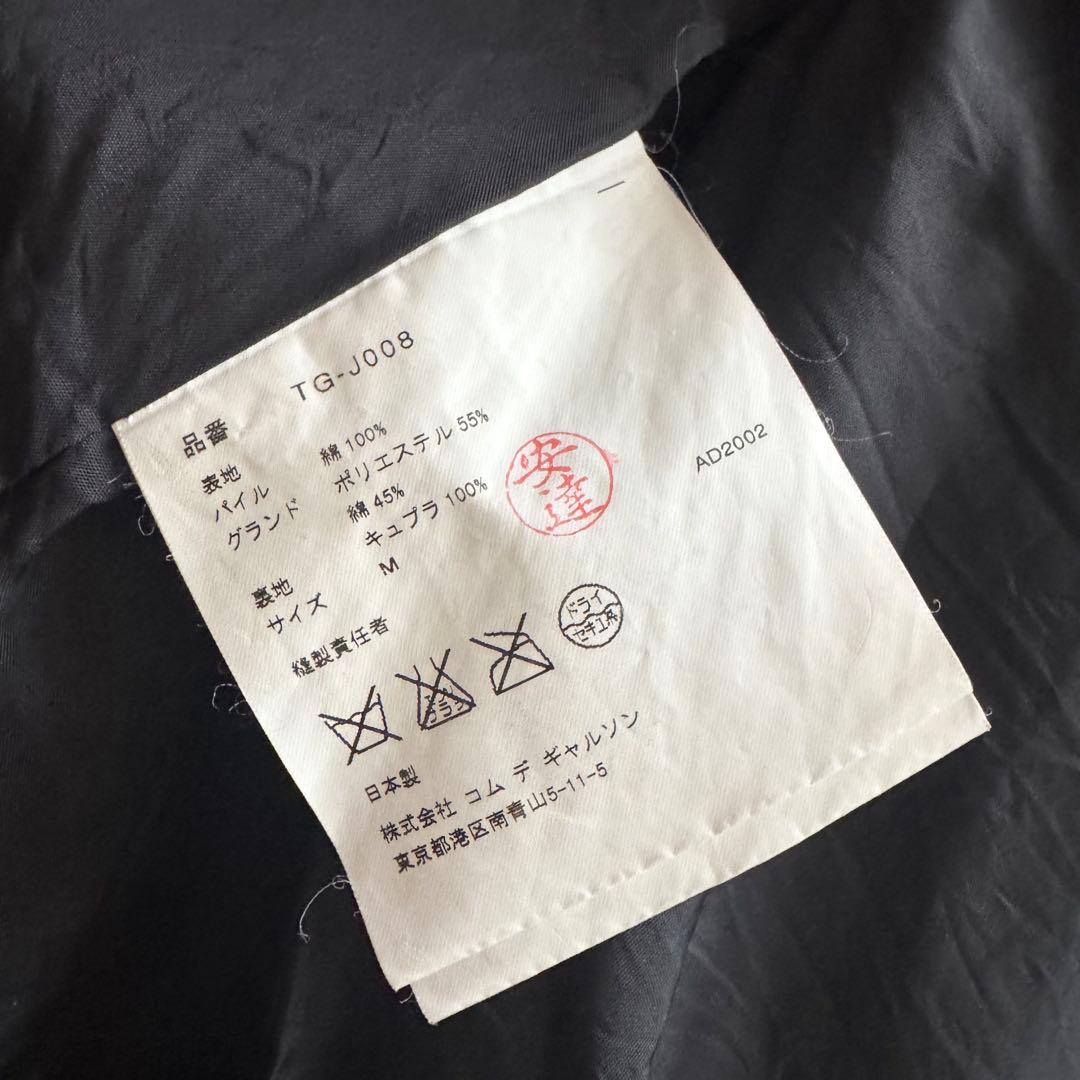 品番 TG-J008
表地
パイル 綿 100%
グランド ポリエステル 55%
綿 45%
裏地 キュプラ 100%
サイズ M
縫製責任者
安達
AD2002
ドライ
セキユ系
日本製
株式会社 コム デ ギャルソン
東京都港区南青山5-11-5